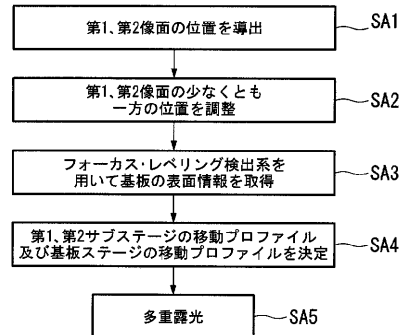 第1、第2像面の位置を導出
SA1
第1、第2像面の少なくとも
一方の位置を調整
SA2
フォーカス・レベリング検出系を
用いて基板の表面情報を取得
SA3
第1、第2サブステージの移動プロファイル
及び基板ステージの移動プロファイルを決定
SA4
多重露光
SA5